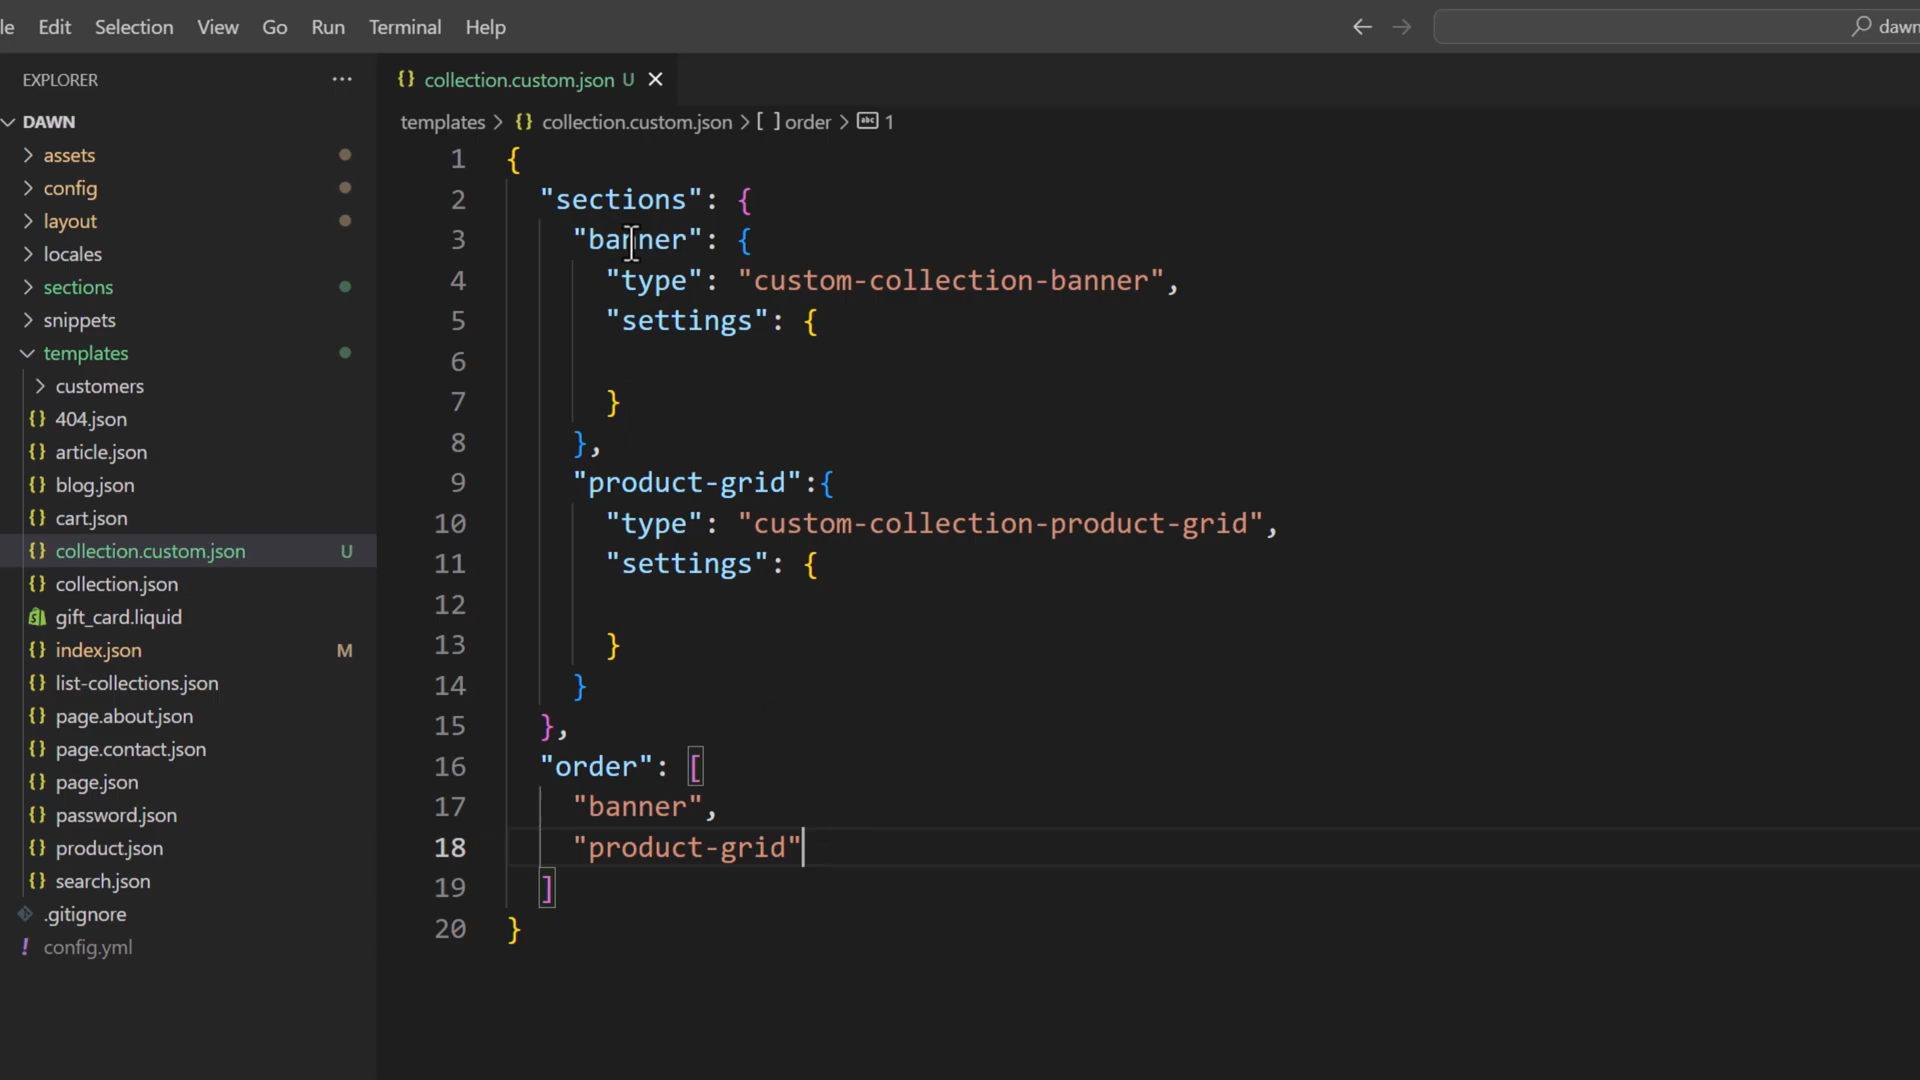 le Edit Selection View Go Run Terminal Help
dawn
EXPLORER ...
DAWN
assets
config
layout
locales
sections
snippets
templates
customers
404.json
article.json
blog.json
cart.json
collection.custom.json U
collection.json
gift_card.liquid
index.json M
list-collections.json
page.about.json
page.contact.json
page.json
password.json
product.json
search.json
.gitignore
! config.yml
{} collection.custom.json U
templates > {} collection.custom.json > [ ] order > abc 1
1 {
2 "sections": {
3 "banner": {
4 "type": "custom-collection-banner",
5 "settings": {
6
7 }
8 },
9 "product-grid":{
10 "type": "custom-collection-product-grid",
11 "settings": {
12
13 }
14 }
15 },
16 "order": [
17 "banner",
18 "product-grid"
19 ]
20 }